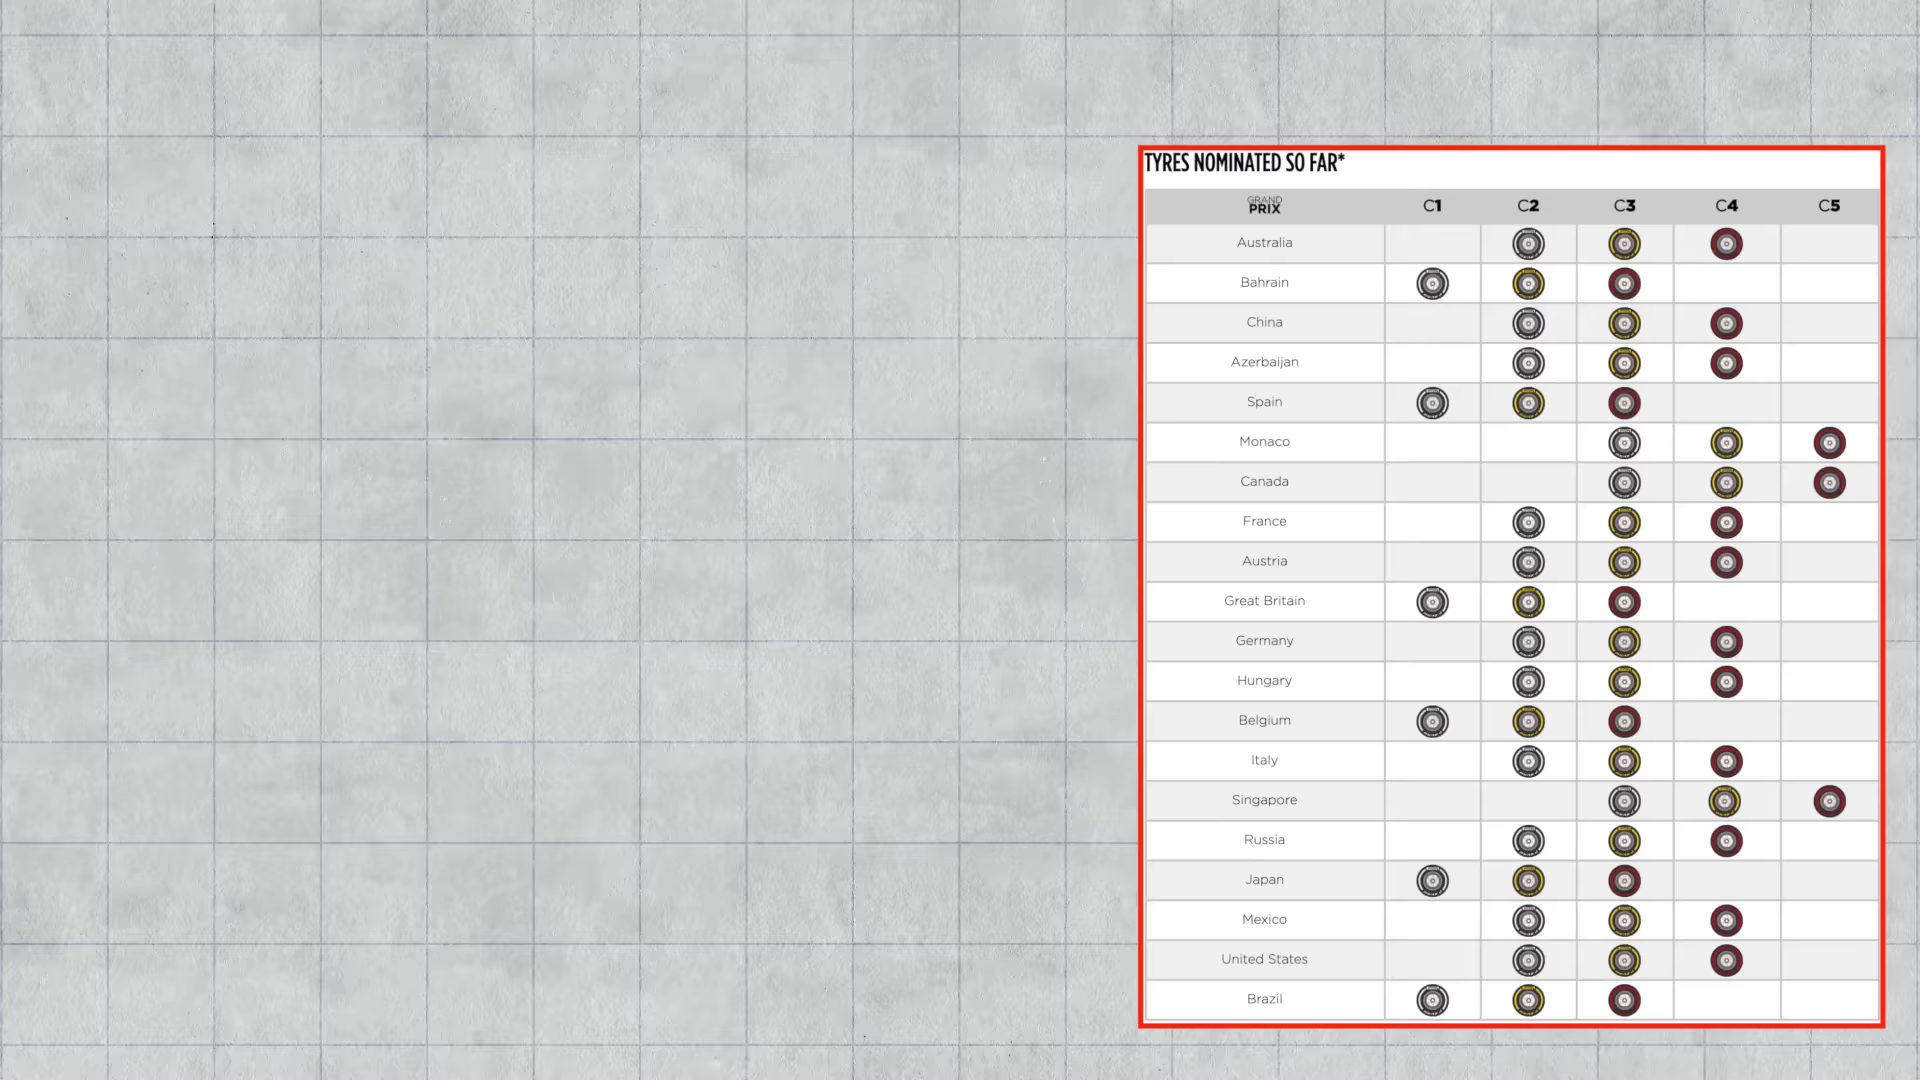 TYRES NOMINATED SO FAR*
GRAND PRIX C1 C2 C3 C4 C5
Australia
Bahrain
China
Azerbaijan
Spain
Monaco
Canada
France
Austria
Great Britain
Germany
Hungary
Belgium
Italy
Singapore
Russia
Japan
Mexico
United States
Brazil